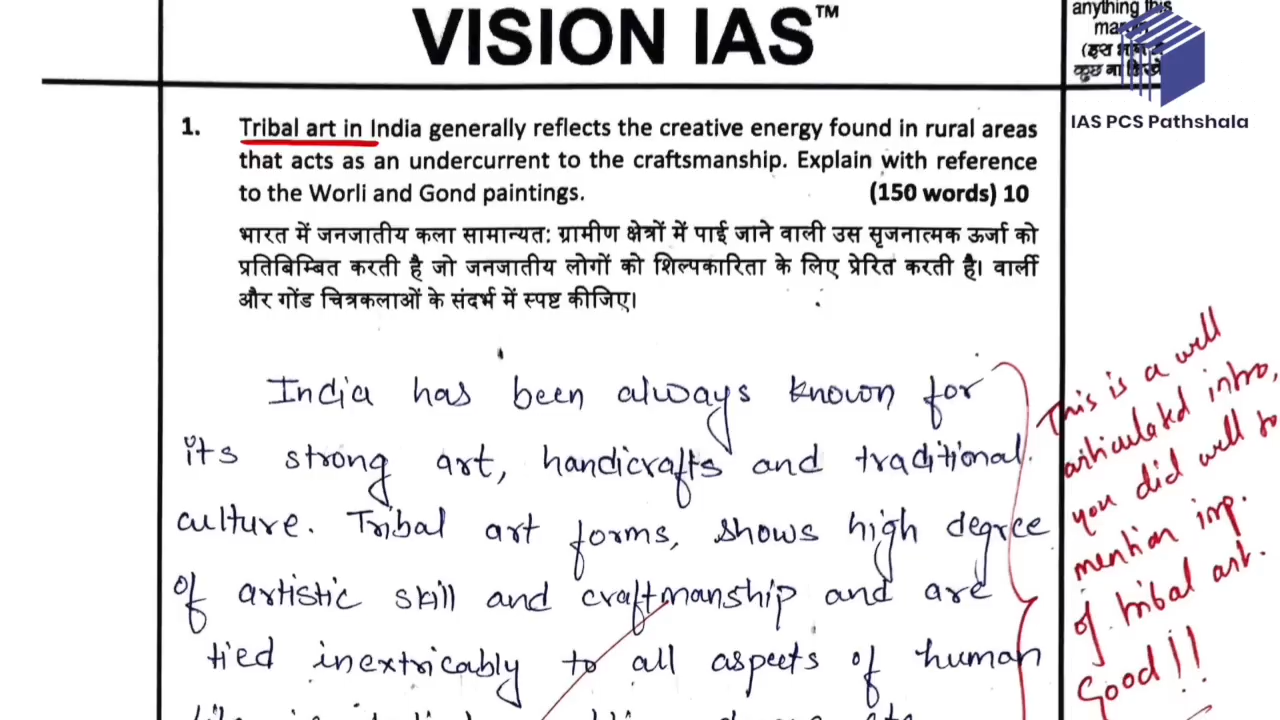 VISION IAS™
anything this
(इस
कुछ ना
IAS PCS Pathshala
1. Tribal art in India generally reflects the creative energy found in rural areas
that acts as an undercurrent to the craftsmanship. Explain with reference
to the Worli and Gond paintings. (150 words) 10
भारत में जनजातीय कला सामान्यतः ग्रामीण क्षेत्रों में पाई जाने वाली उस सृजनात्मक ऊर्जा को
प्रतिबिम्बित करती है जो जनजातीय लोगों को शिल्पकारिता के लिए प्रेरित करती है। वार्ली
और गोंड चित्रकलाओं के संदर्भ में स्पष्ट कीजिए।
India has been always known for
its strong art, handicrafts and traditional
culture. Tribal art forms, shows high degree
of artistic skill and craftmanship and are
tied inextricably to all aspects of human
This is a well
articulated intro,
you did well to
mention imp.
of tribal art.
Good!!